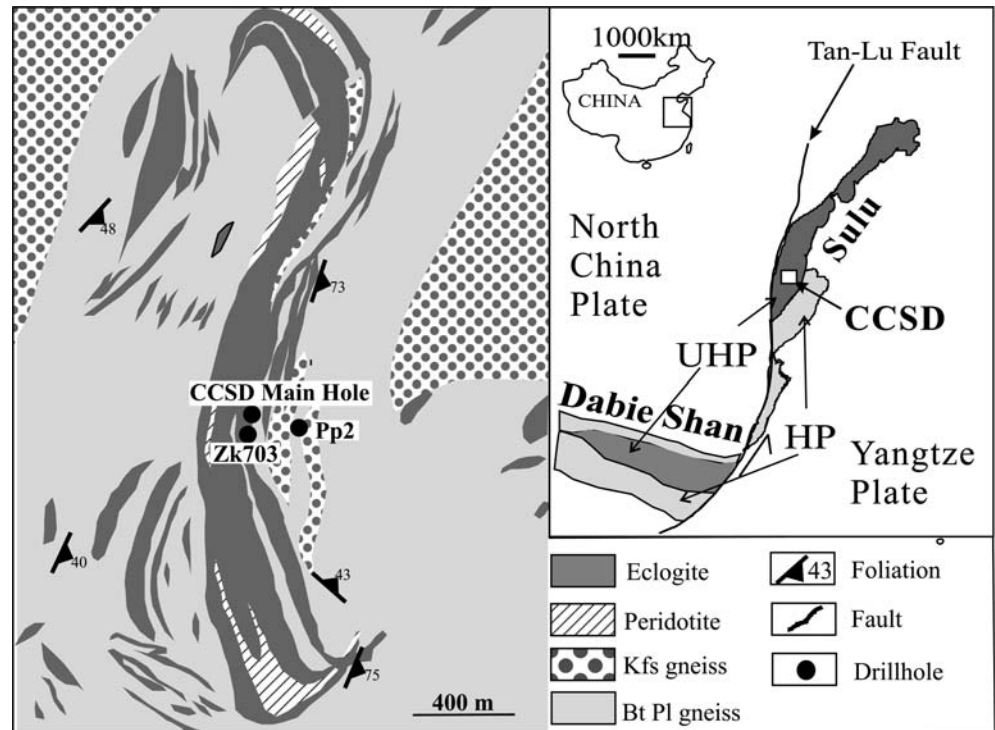 48
73
CCSD Main Hole
Pp2
Zk703
40
43
75
400 m
1000km
Tan-Lu Fault
CHINA
North
China
Plate
Sulu
CCSD
UHP
Dabie Shan
HP
Yangtze
Plate
Eclogite
43 Foliation
Peridotite
Fault
Kfs gneiss
Drillhole
Bt Pl gneiss